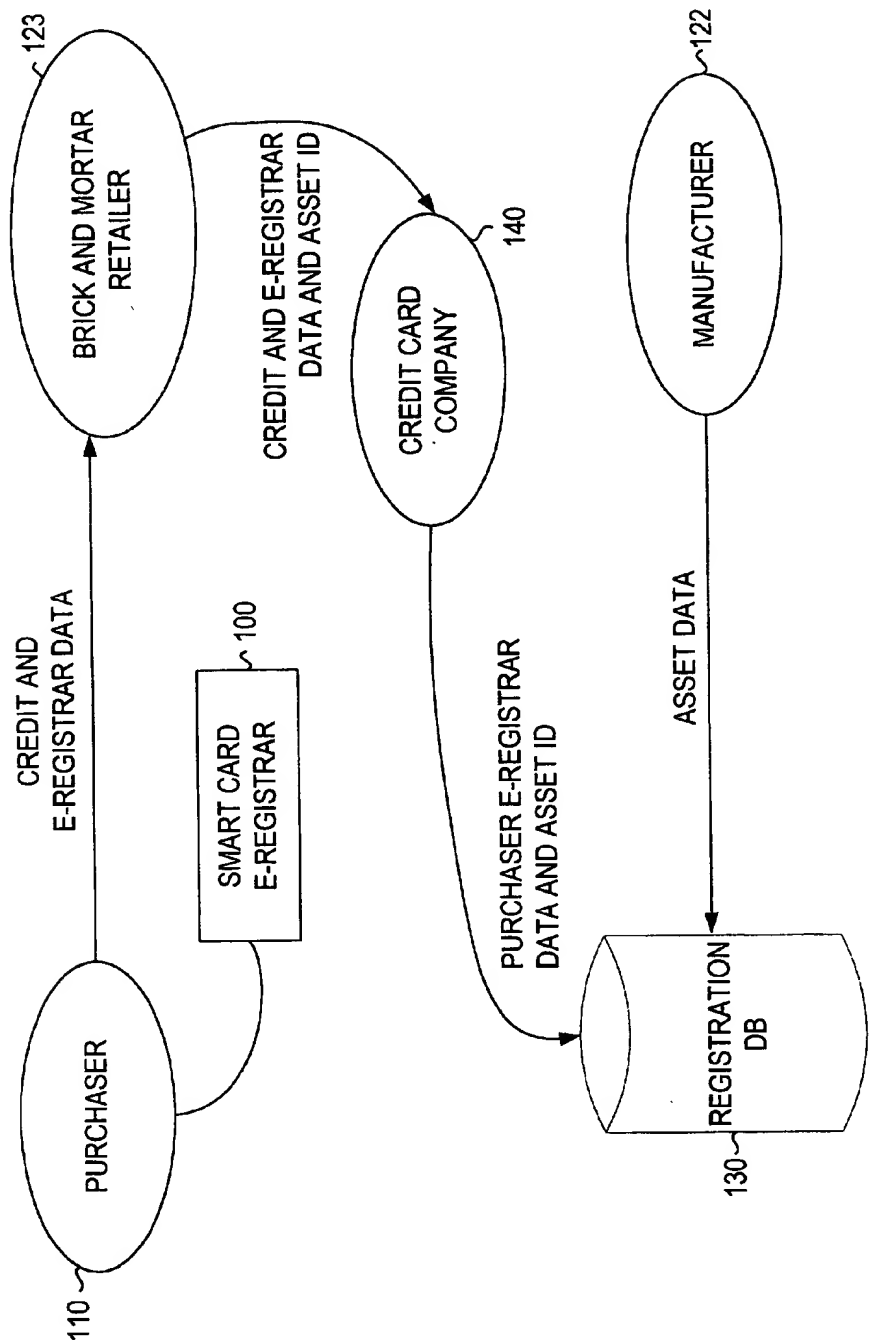 110
PURCHASER
CREDIT AND
E-REGISTRAR DATA
BRICK AND MORTAR
RETAILER
123
SMART CARD
E-REGISTRAR
100
CREDIT AND E-REGISTRAR
DATA AND ASSET ID
CREDIT CARD
COMPANY
140
PURCHASER E-REGISTRAR
DATA AND ASSET ID
REGISTRATION
DB
130
ASSET DATA
MANUFACTURER
122